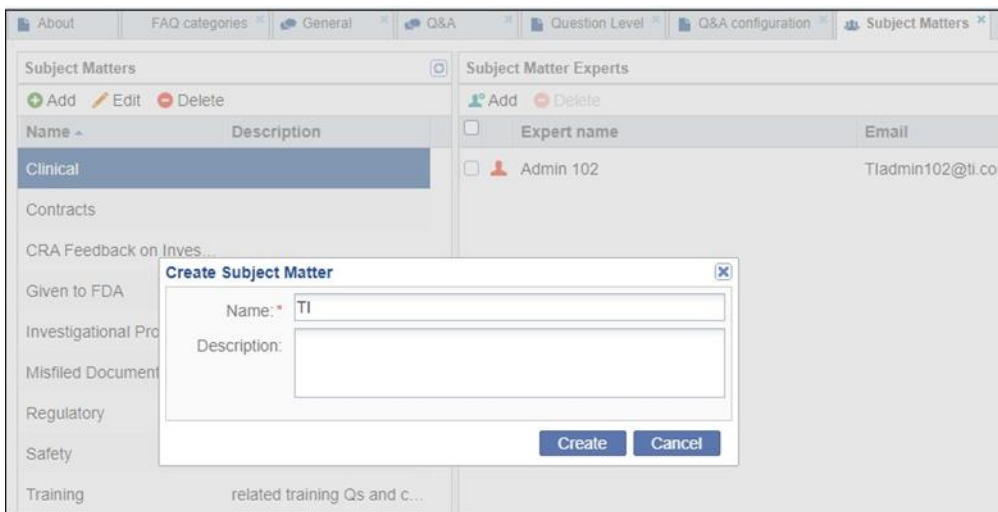 About FAQ categories General Q&A Question Level Q&A configuration Subject Matters
Subject Matters Subject Matter Experts
Add Edit Delete Add Delete
Name Description Expert name Email
Clinical Admin 102 TIadmin102@ti.co
Contracts
CRA Feedback on Inves...
Create Subject Matter
Given to FDA
Name:* TI
Investigational Pro
Description:
Misfiled Document
Regulatory
Create Cancel
Safety
Training related training Qs and c...